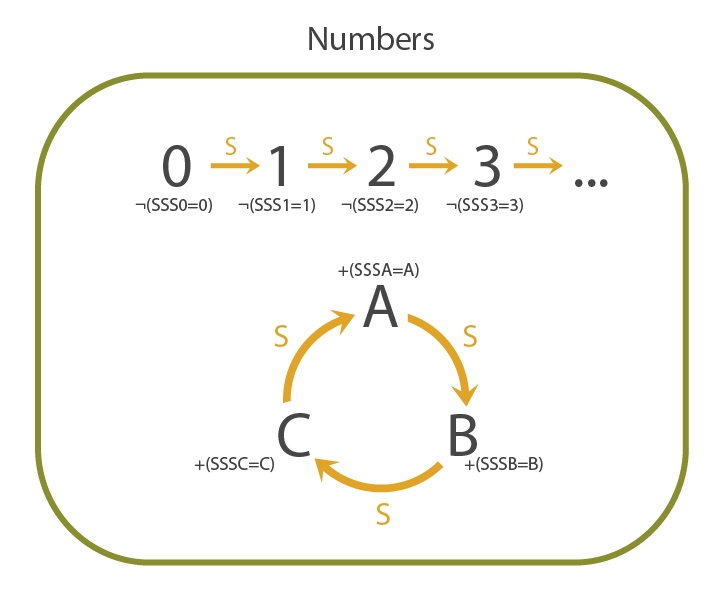 Numbers
S S S S
0 1 2 3 ...
¬(SSS0=0) ¬(SSS1=1) ¬(SSS2=2) ¬(SSS3=3)
+(SSSA=A)
A
S S
C B
+(SSSC=C) +(SSSB=B)
S